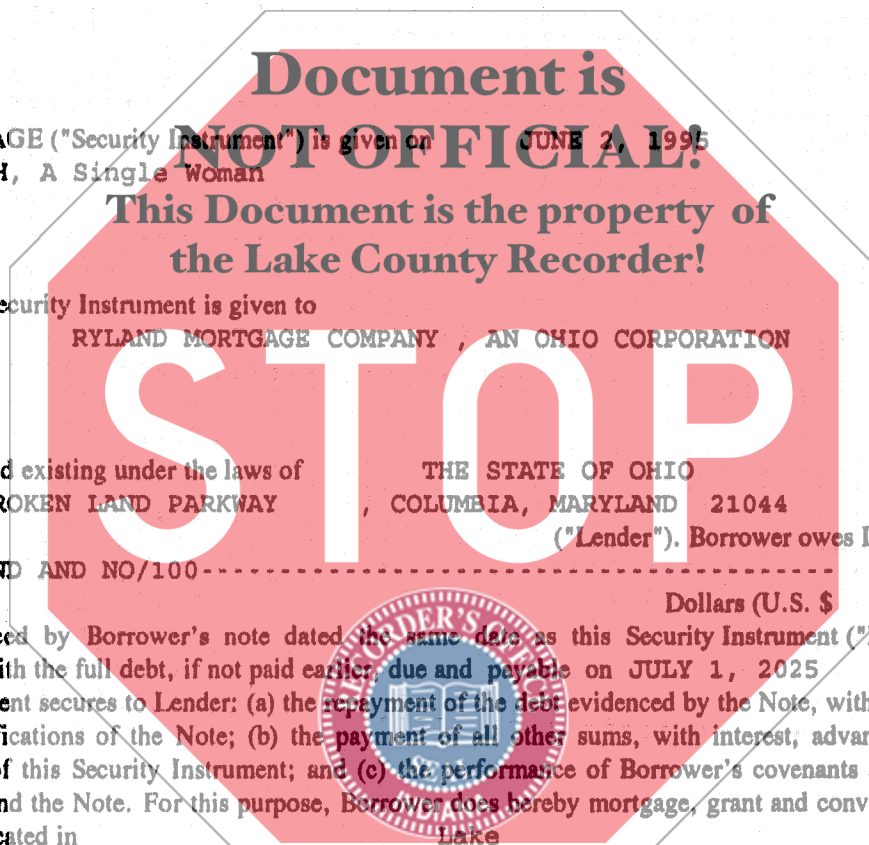 Document is
AGE ("Security Instrument") is given on JUNE 2, 1995
NOT OFFICIAL!
H, A Single Woman
This Document is the property of
the Lake County Recorder!
ecurity Instrument is given to
RYLAND MORTGAGE COMPANY , AN OHIO CORPORATION
STOP
d existing under the laws of THE STATE OF OHIO
ROKEN LAND PARKWAY , COLUMBIA, MARYLAND 21044
("Lender"). Borrower owes L
ND AND NO/100---------------------------------------------
Dollars (U.S. $
ced by Borrower's note dated the same date as this Security Instrument ("
ith the full debt, if not paid earlier, due and payable on JULY 1, 2025
ent secures to Lender: (a) the repayment of the debt evidenced by the Note, with
fications of the Note; (b) the payment of all other sums, with interest, advan
of this Security Instrument; and (c) the performance of Borrower's covenants
nd the Note. For this purpose, Borrower does hereby mortgage, grant and conv
cated in Lake
RECORDER'S OFFICE
SEAL
INDIANA